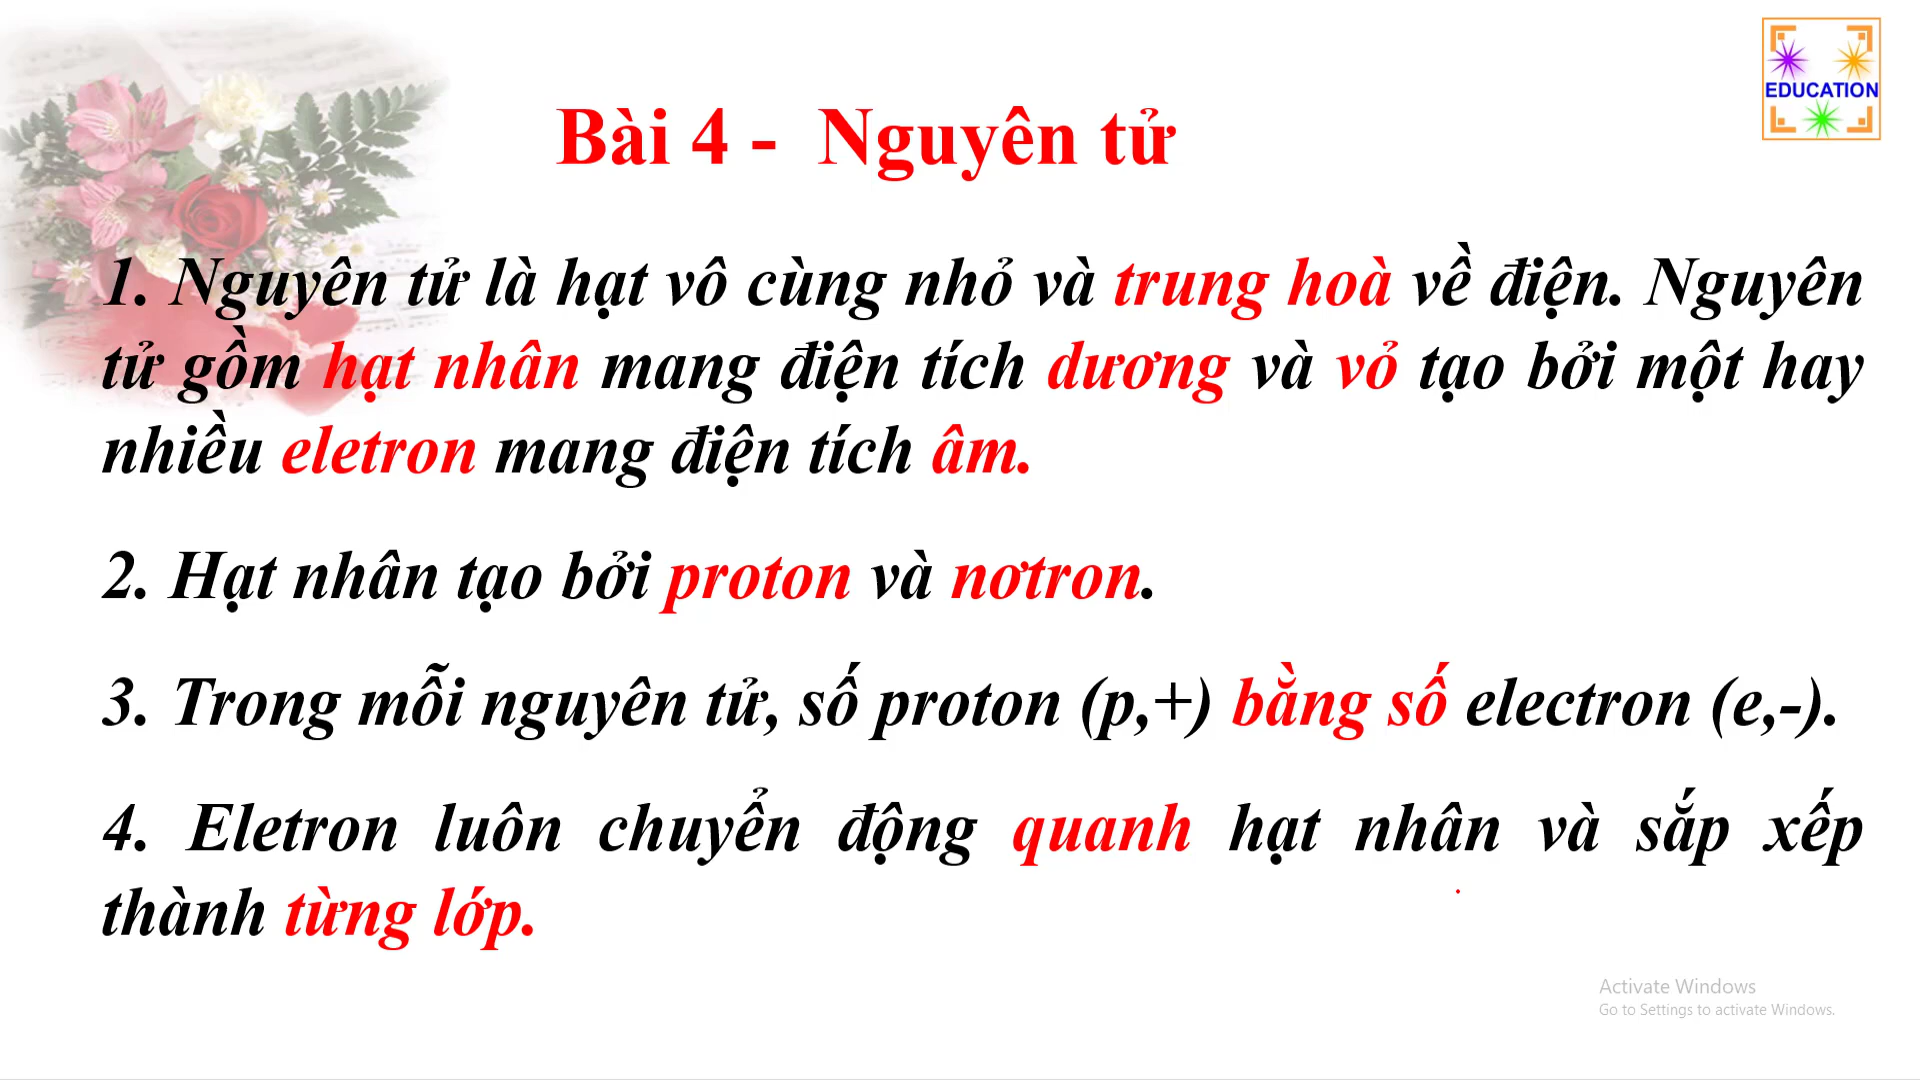 EDUCATION
Bài 4 - Nguyên tử
1. Nguyên tử là hạt vô cùng nhỏ và trung hoà về điện. Nguyên
tử gồm hạt nhân mang điện tích dương và vỏ tạo bởi một hay
nhiều eletron mang điện tích âm.
2. Hạt nhân tạo bởi proton và nơtron.
3. Trong mỗi nguyên tử, số proton (p,+) bằng số electron (e,-).
4. Eletron luôn chuyển động quanh hạt nhân và sắp xếp
thành từng lớp.
Activate Windows
Go to Settings to activate Windows.